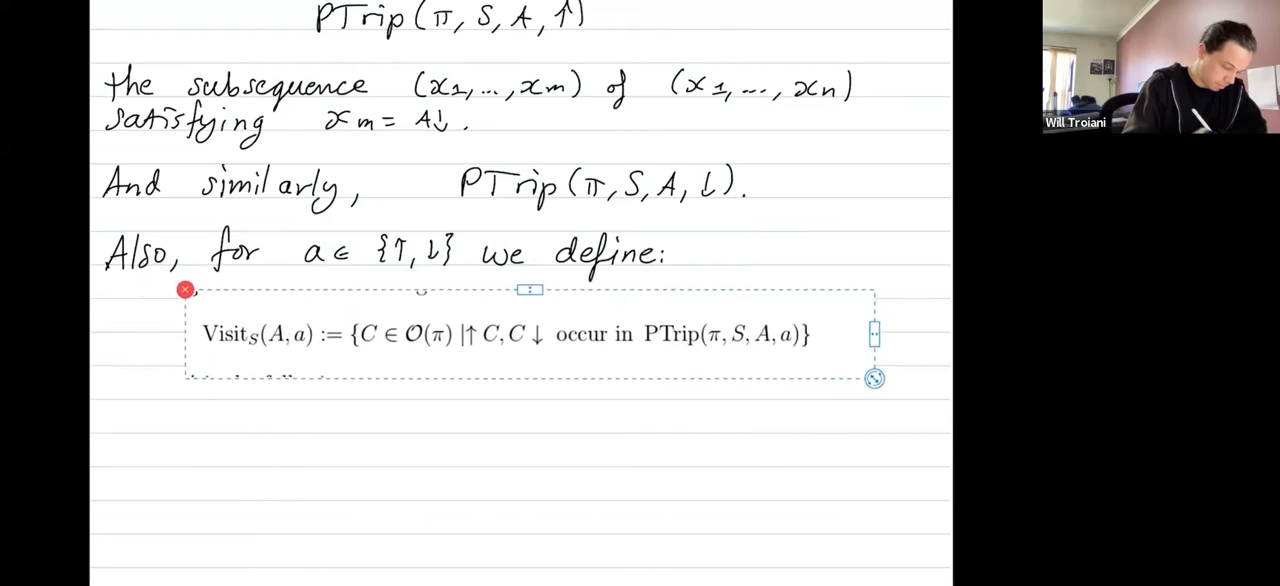 PTrip(π, S, A, ↑)
the subsequence (x1, ..., xm) of (x1, ..., xn)
satisfying xm = A↓.
Will Troiani
And similarly, PTrip(π, S, A, ↓).
Also, for a ∈ {↑, ↓} we define:
Visit_S(A, a) := {C ∈ O(π) |↑ C, C ↓ occur in PTrip(π, S, A, a)}